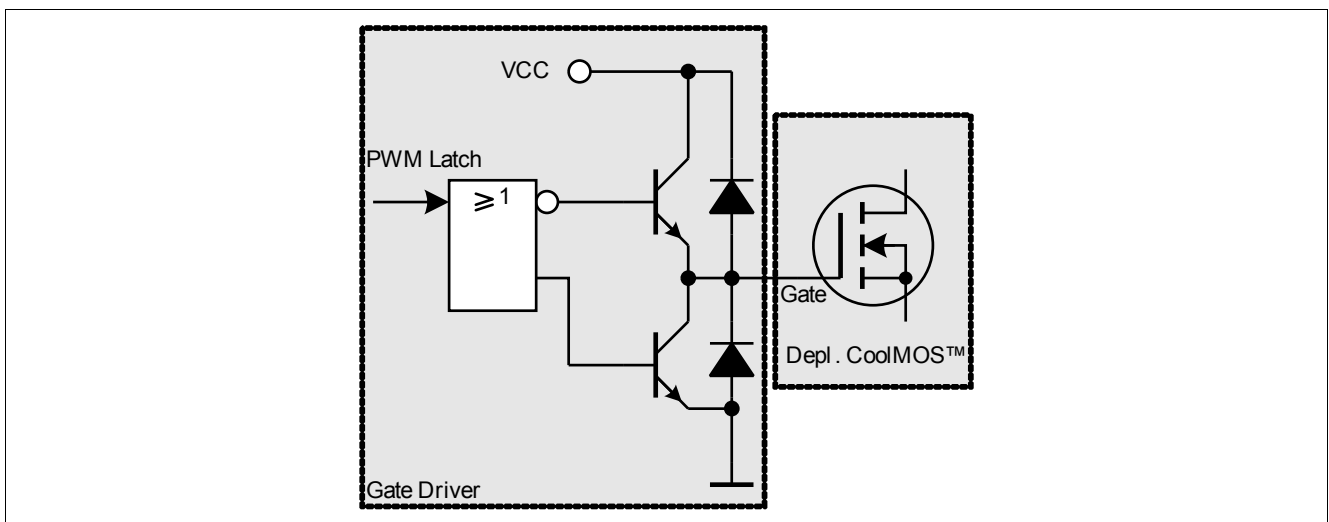 VCC
PWM Latch
≥1
Gate
Depl. CoolMOS™
Gate Driver